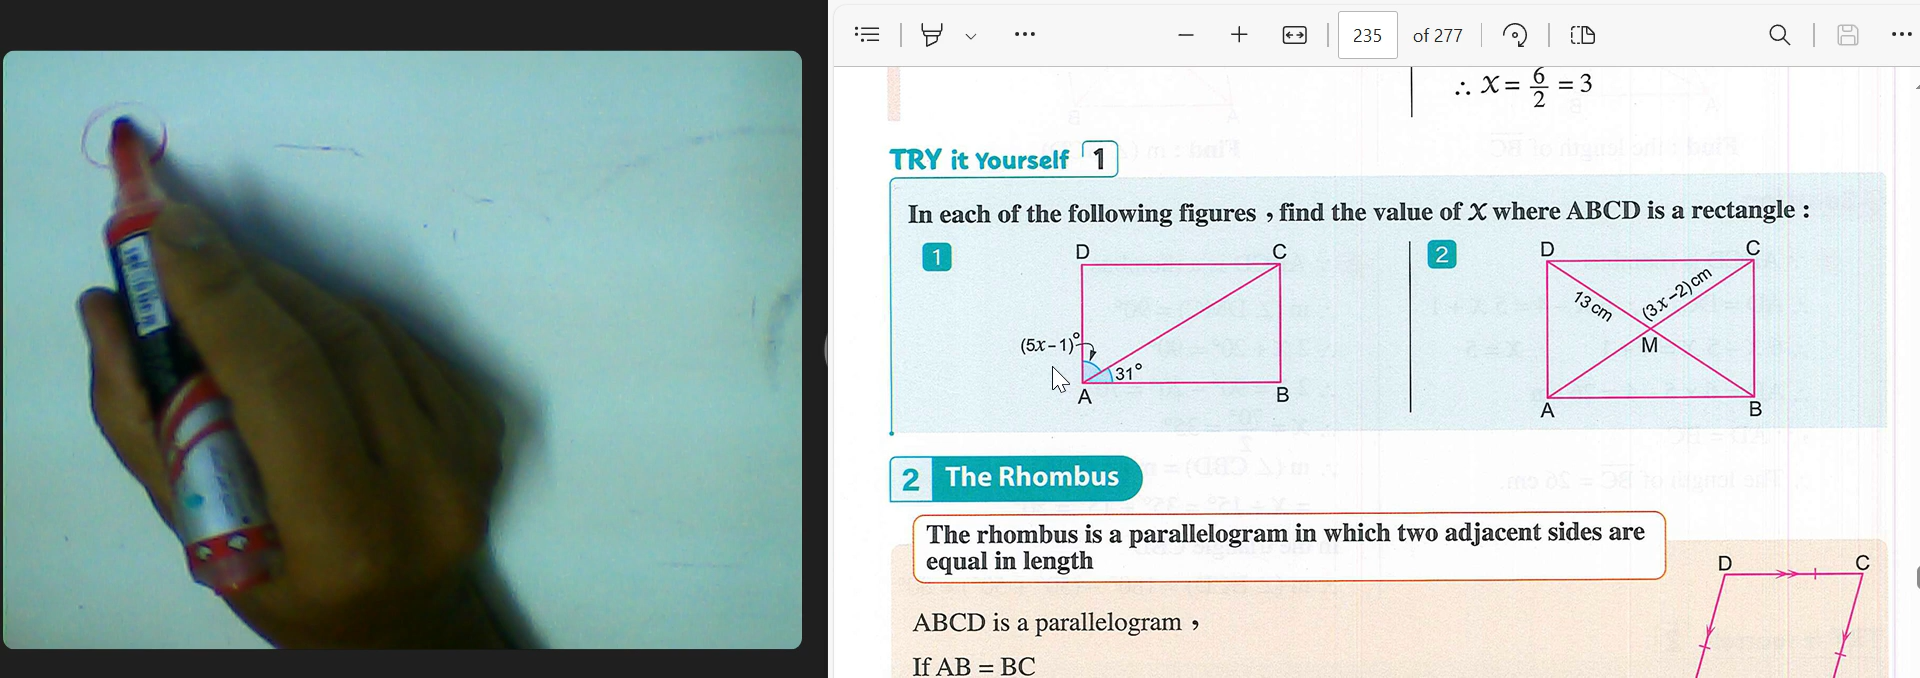 235 of 277
∴ X = 6/2 = 3
TRY it Yourself 1
In each of the following figures , find the value of X where ABCD is a rectangle :
1
D C
(5x-1)°
31°
A B
2
D C
13 cm (3x-2) cm
M
A B
2 The Rhombus
The rhombus is a parallelogram in which two adjacent sides are
equal in length
D C
ABCD is a parallelogram ,
If AB = BC